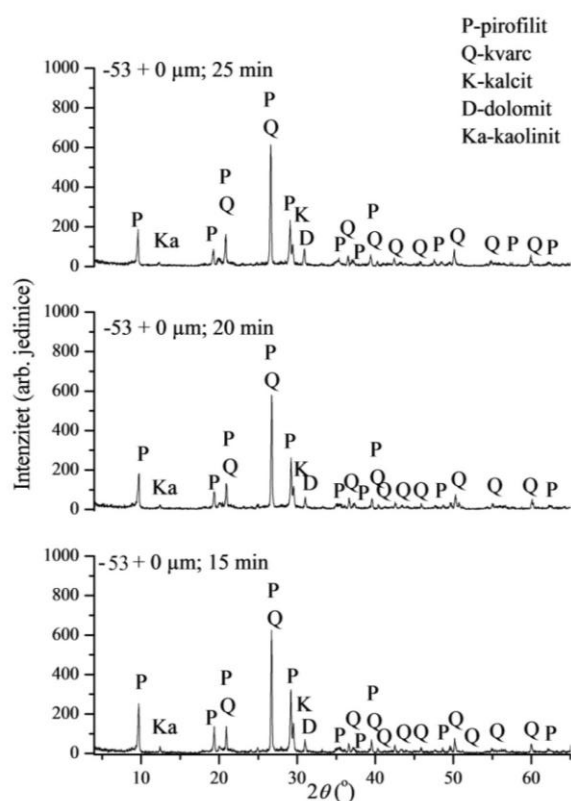 P-pirofilit
Q-kvarc
K-kalcit
D-dolomit
Ka-kaolinit
Intenzitet (arb. jedinice)
-53 + 0 μm; 25 min
1000
800
600
400
200
0
P
Ka
P
P
Q
P
Q
P
K
D
P
Q
P
P
Q
Q
Q
P
Q
Q
P
Q
P
-53 + 0 μm; 20 min
1000
800
600
400
200
0
P
Ka
P
P
Q
P
Q
P
K
D
P
Q
P
P
Q
Q
Q
Q
P
Q
Q
Q
P
-53 + 0 μm; 15 min
1000
800
600
400
200
0
P
Ka
P
P
Q
P
Q
P
K
D
P
Q
P
P
Q
Q
Q
Q
P
Q
Q
Q
Q
P
10 20 30 40 50 60
2θ (°)